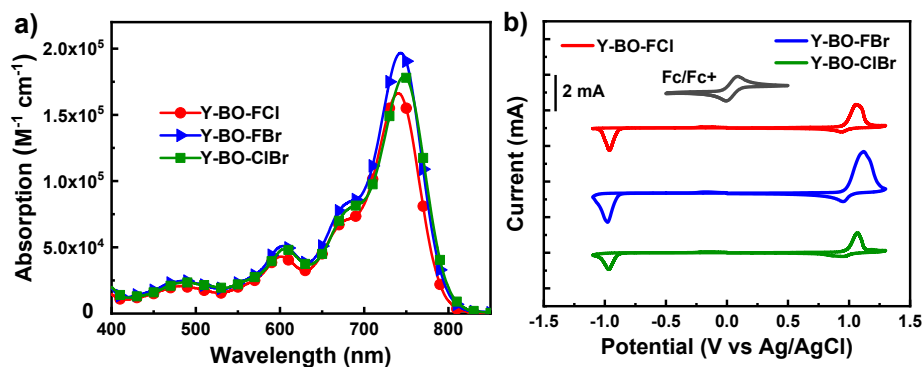 a)
Absorption (M⁻¹ cm⁻¹)
2.0x10⁵
1.5x10⁵
1.0x10⁵
5.0x10⁴
0
Y-BO-FCl
Y-BO-FBr
Y-BO-ClBr
400 500 600 700 800
Wavelength (nm)
b)
Current (mA)
Y-BO-FCl
Y-BO-FBr
Y-BO-ClBr
Fc/Fc+
2 mA
-1.5 -1.0 -0.5 0.0 0.5 1.0 1.5
Potential (V vs Ag/AgCl)